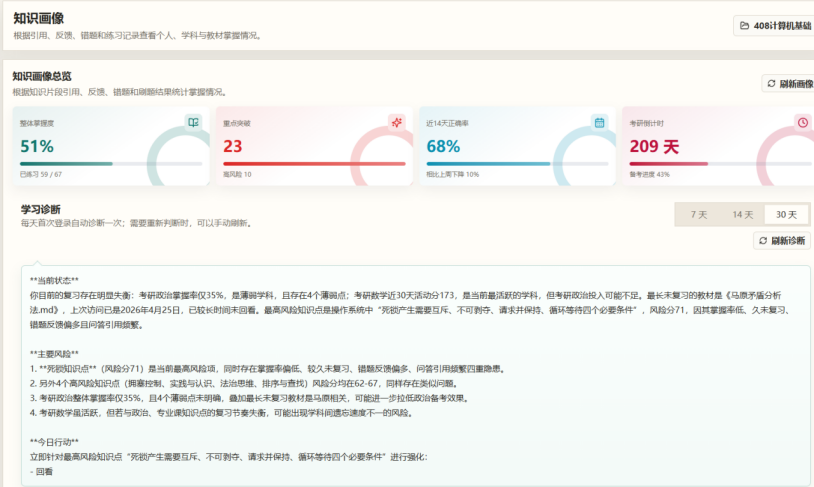 知识画像
根据引用、反馈、错题和练习记录查看个人、学科与教材掌握情况。
408计算机基础
知识画像总览
根据知识片段引用、反馈、错题和刷题结果统计掌握情况。
刷新画像
整体掌握度
51%
已练习 59 / 67
重点突破
23
高风险 10
近14天正确率
68%
相比上周下降 10%
考研倒计时
209 天
备考进度 43%
学习诊断
每天首次登录自动诊断一次；需要重新判断时，可以手动刷新。
7 天
14 天
30 天
刷新诊断
**当前状态**
你目前的复习存在明显失衡：考研政治掌握率仅35%，是薄弱学科，且存在4个薄弱点；考研数学近30天活动分173，是当前最活跃的学科，但考研政治投入可能不足。最长未复习的教材是《马原矛盾分析
法.md》，上次访问已是2026年4月25日，已较长时间未回看。最高风险知识点是操作系统中“死锁产生需要互斥、不可剥夺、请求并保持、循环等待四个必要条件”，风险分71，因其掌握率低、久未复习、
错题反馈偏多且问答引用频繁。
**主要风险**
1. **死锁知识点**（风险分71）是当前最高风险项，同时存在掌握率偏低、较久未复习、错题反馈偏多、问答引用频繁四重隐患。
2. 另外4个高风险知识点（拥塞控制、实践与认识、法治思维、排序与查找）风险分均在62-67，同样存在类似问题。
3. 考研政治整体掌握率仅35%，且4个薄弱点未明确，叠加最长未复习教材是马原相关，可能进一步拉低政治备考效果。
4. 考研数学虽活跃，但若与政治、专业课知识点的复习节奏失衡，可能出现学科间遗忘速度不一的风险。
**今日行动**
立即针对最高风险知识点“死锁产生需要互斥、不可剥夺、请求并保持、循环等待四个必要条件”进行强化：
- 回看